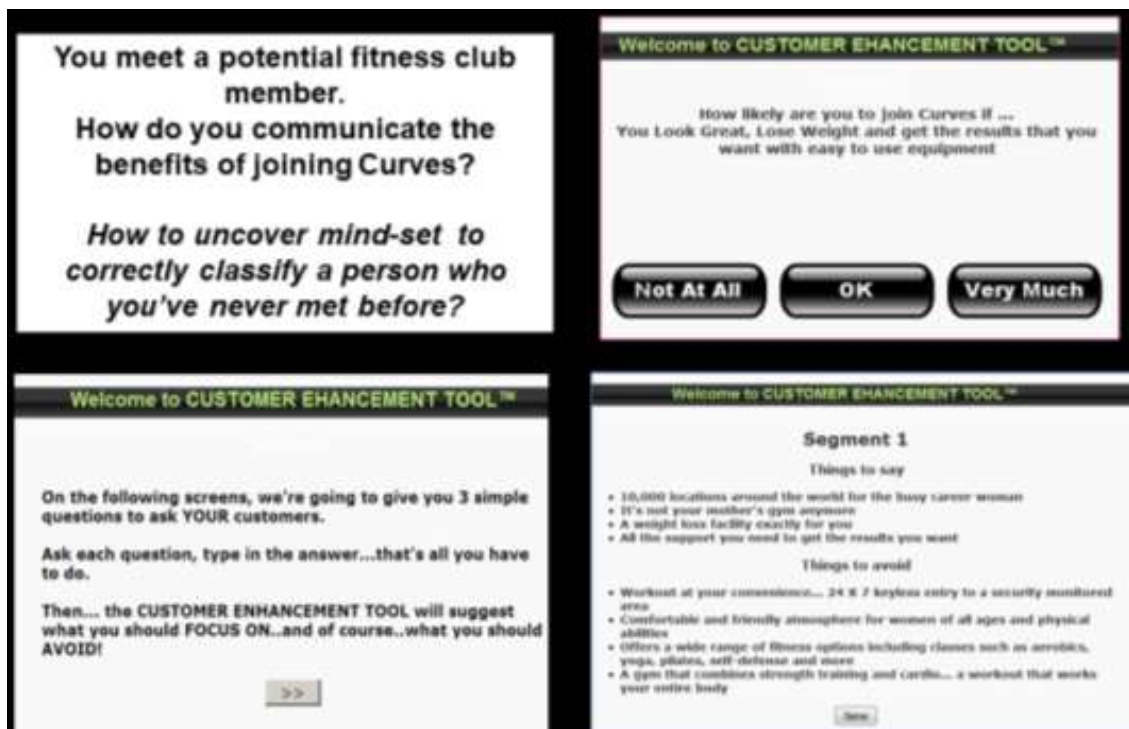 You meet a potential fitness club
member.
How do you communicate the
benefits of joining Curves?
How to uncover mind-set to
correctly classify a person who
you've never met before?
Welcome to CUSTOMER EHANCEMENT TOOL™
How likely are you to join Curves if ...
You Look Great, Lose Weight and get the results that you
want with easy to use equipment
Not At All
OK
Very Much
Welcome to CUSTOMER EHANCEMENT TOOL™
On the following screens, we're going to give you 3 simple
questions to ask YOUR customers.
Ask each question, type in the answer...that's all you have
to do.
Then... the CUSTOMER ENHANCEMENT TOOL will suggest
what you should FOCUS ON..and of course..what you should
AVOID!
>>
Welcome to CUSTOMER EHANCEMENT TOOL™
Segment 1
Things to say
• 10,000 locations around the world for the busy career woman
• It's not your mother's gym anymore
• A weight loss facility exactly for you
• All the support you need to get the results you want
Things to avoid
• Workout at your convenience... 24 X 7 keyless entry to a security monitored
area
• Comfortable and friendly atmosphere for women of all ages and physical
abilities
• Offers a wide range of fitness options including classes such as aerobics,
yoga, pilates, self-defense and more
• A gym that combines strength training and cardio... a workout that works
your entire body